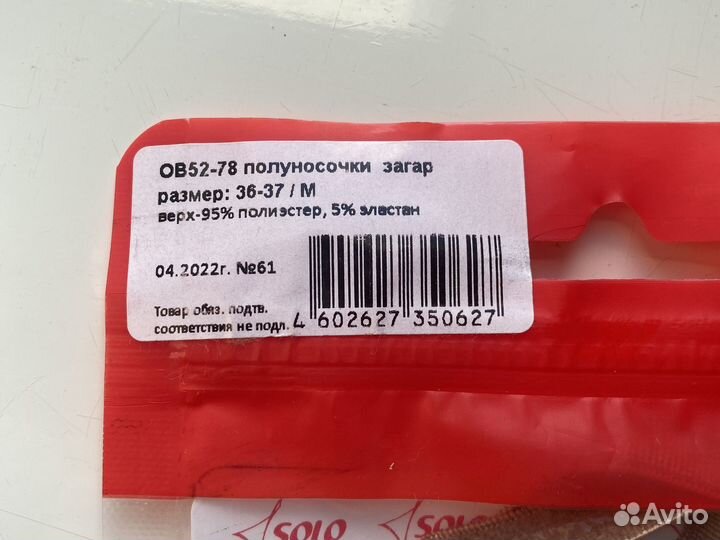 OB52-78 полуносочки загар
размер: 36-37 / M
верх-95% полиэстер, 5% эластан
04.2022г. №61
Товар обяз. подтв.
соответствия не подл.
4 602627 350627
SOLO SOLO
Avito